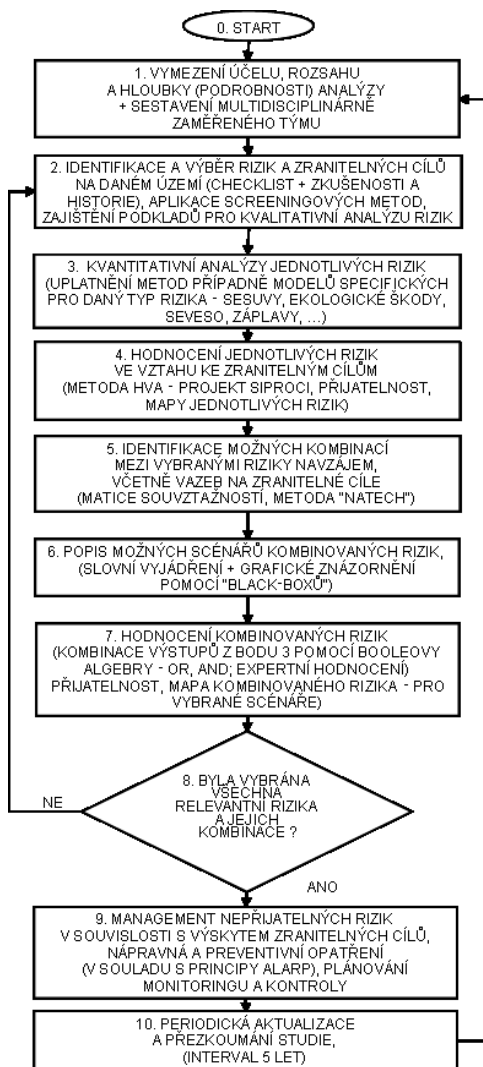 0. START
1. VYMEZENÍ ÚČELU, ROZSAHU
A HLOUBKY (PODROBNOSTI) ANALÝZY
+ SESTAVENÍ MULTIDISCIPLINÁRNĚ
ZAMĚŘENÉHO TÝMU
2. IDENTIFIKACE A VÝBĚR RIZIK A ZRANITELNÝCH CÍLŮ
NA DANÉM ÚZEMÍ (CHECKLIST + ZKUŠENOSTI A
HISTORIE), APLIKACE SCREENINGOVÝCH METOD,
ZAJIŠTĚNÍ PODKLADŮ PRO KVALITATIVNÍ ANALÝZU RIZIK
3. KVANTITATIVNÍ ANALÝZY JEDNOTLIVÝCH RIZIK
(UPLATNĚNÍ METOD PŘÍPADNĚ MODELŮ SPECIFICKÝCH
PRO DANÝ TYP RIZIKA - SESUVY, EKOLOGICKÉ ŠKODY,
SEVESO, ZÁPLAVY, ...)
4. HODNOCENÍ JEDNOTLIVÝCH RIZIK
VE VZTAHU KE ZRANITELNÝM CÍLŮM
(METODA HVA - PROJEKT SIPROCI, PŘIJATELNOST,
MAPY JEDNOTLIVÝCH RIZIK)
5. IDENTIFIKACE MOŽNÝCH KOMBINACÍ
MEZI VYBRANÝMI RIZIKY NAVZÁJEM,
VČETNĚ VAZEB NA ZRANITELNÉ CÍLE
(MATICE SOUVZTAŽNOSTÍ, METODA "NATECH")
6. POPIS MOŽNÝCH SCÉNÁŘŮ KOMBINOVANÝCH RIZIK,
(SLOVNÍ VYJÁDŘENÍ + GRAFICKÉ ZNÁZORNĚNÍ
POMOCÍ "BLACK-BOXŮ")
7. HODNOCENÍ KOMBINOVANÝCH RIZIK
(KOMBINACE VÝSTUPŮ Z BODU 3 POMOCÍ BOOLEOVY
ALGEBRY - OR, AND; EXPERTNÍ HODNOCENÍ)
PŘIJATELNOST, MAPA KOMBINOVANÉHO RIZIKA - PRO
VYBRANÉ SCÉNÁŘE)
8. BYLA VYBRÁNA
VŠECHNA
RELEVANTNÍ RIZIKA
A JEJICH
KOMBINACE ?
NE
ANO
9. MANAGEMENT NEPŘIJATELNÝCH RIZIK
V SOUVISLOSTI S VÝSKYTEM ZRANITELNÝCH CÍLŮ,
NÁPRAVNÁ A PREVENTIVNÍ OPATŘENÍ
(V SOULADU S PRINCIPY ALARP), PLÁNOVÁNÍ
MONITORINGU A KONTROLY
10. PERIODICKÁ AKTUALIZACE
A PŘEZKOUMÁNÍ STUDIE,
(INTERVAL 5 LET)